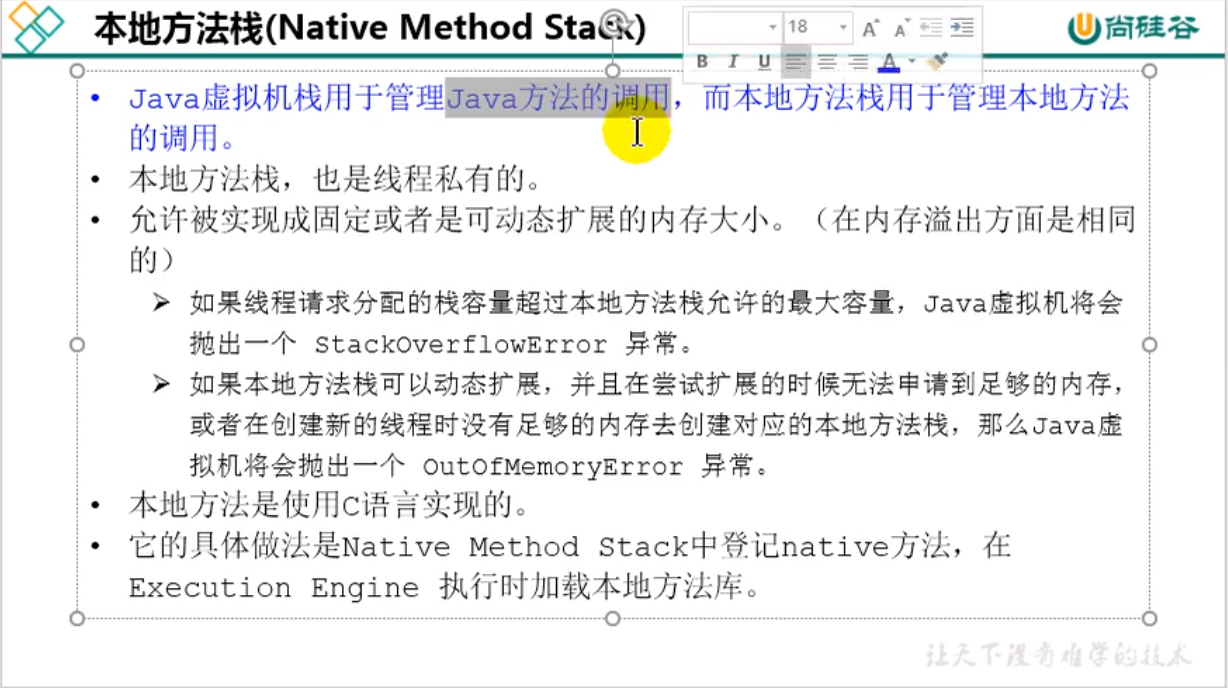 本地方法栈(Native Method Stack)
18
A A
B I U A
尚硅谷
• Java虚拟机栈用于管理Java方法的调用，而本地方法栈用于管理本地方法
的调用。
• 本地方法栈，也是线程私有的。
• 允许被实现成固定或者是可动态扩展的内存大小。（在内存溢出方面是相同
的）
➢ 如果线程请求分配的栈容量超过本地方法栈允许的最大容量，Java虚拟机将会
抛出一个 StackOverflowError 异常。
➢ 如果本地方法栈可以动态扩展，并且在尝试扩展的时候无法申请到足够的内存，
或者在创建新的线程时没有足够的内存去创建对应的本地方法栈，那么Java虚
拟机将会抛出一个 OutOfMemoryError 异常。
• 本地方法是使用C语言实现的。
• 它的具体做法是Native Method Stack中登记native方法，在
Execution Engine 执行时加载本地方法库。
让天下没有难学的技术